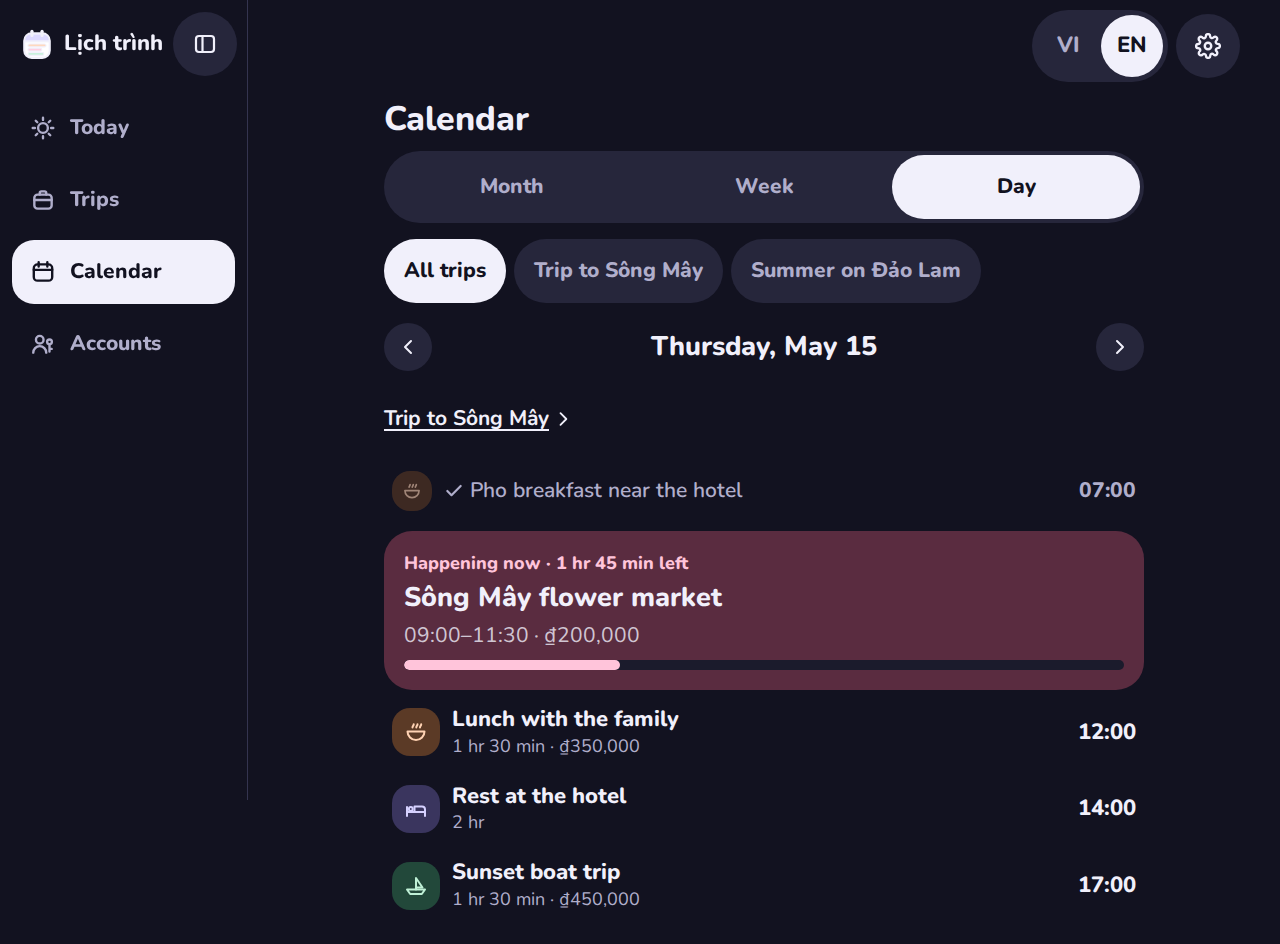 Lịch trình
VI
EN
Today
Trips
Calendar
Accounts
Calendar
Month
Week
Day
All trips
Trip to Sông Mây
Summer on Đảo Lam
Thursday, May 15
Trip to Sông Mây
Pho breakfast near the hotel
07:00
Happening now · 1 hr 45 min left
Sông Mây flower market
09:00–11:30 · ₫200,000
Lunch with the family
1 hr 30 min · ₫350,000
12:00
Rest at the hotel
2 hr
14:00
Sunset boat trip
1 hr 30 min · ₫450,000
17:00